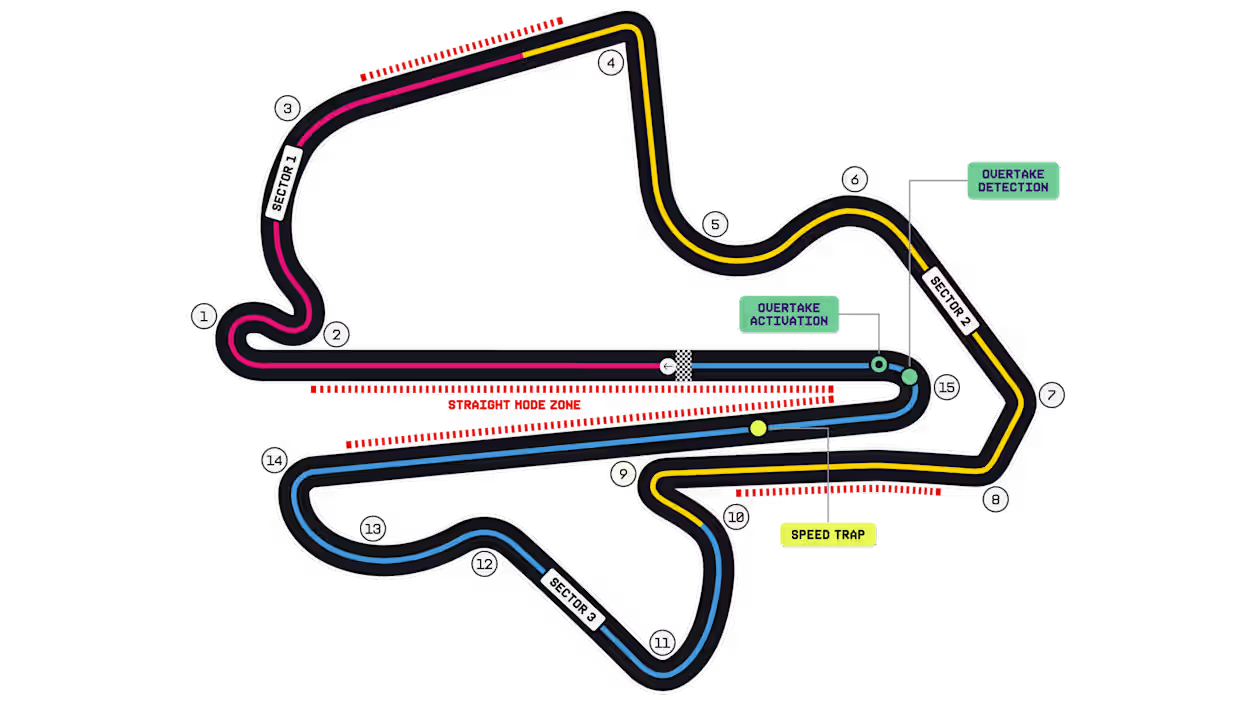 4
3
SECTOR 1
6
OVERTAKE
DETECTION
5
SECTOR 2
1
2
OVERTAKE
ACTIVATION
←
15
7
STRAIGHT MODE ZONE
14
9
8
10
13
SPEED TRAP
12
SECTOR 3
11